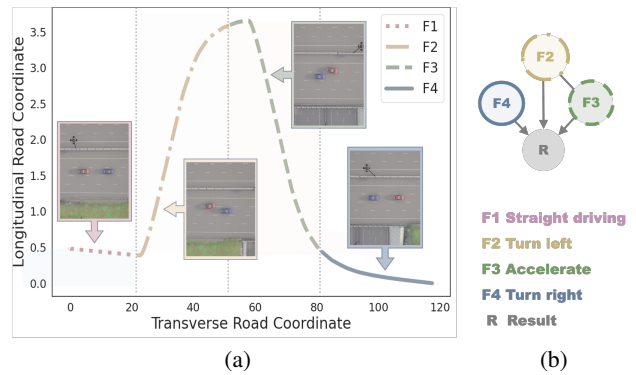 3.5
3.0
2.5
2.0
1.5
1.0
0.5
0.0
Longitudinal Road Coordinate
0
20
40
60
80
100
120
Transverse Road Coordinate
F1
F2
F3
F4
(a)
F2
F4
F3
R
F1 Straight driving
F2 Turn left
F3 Accelerate
F4 Turn right
R Result
(b)